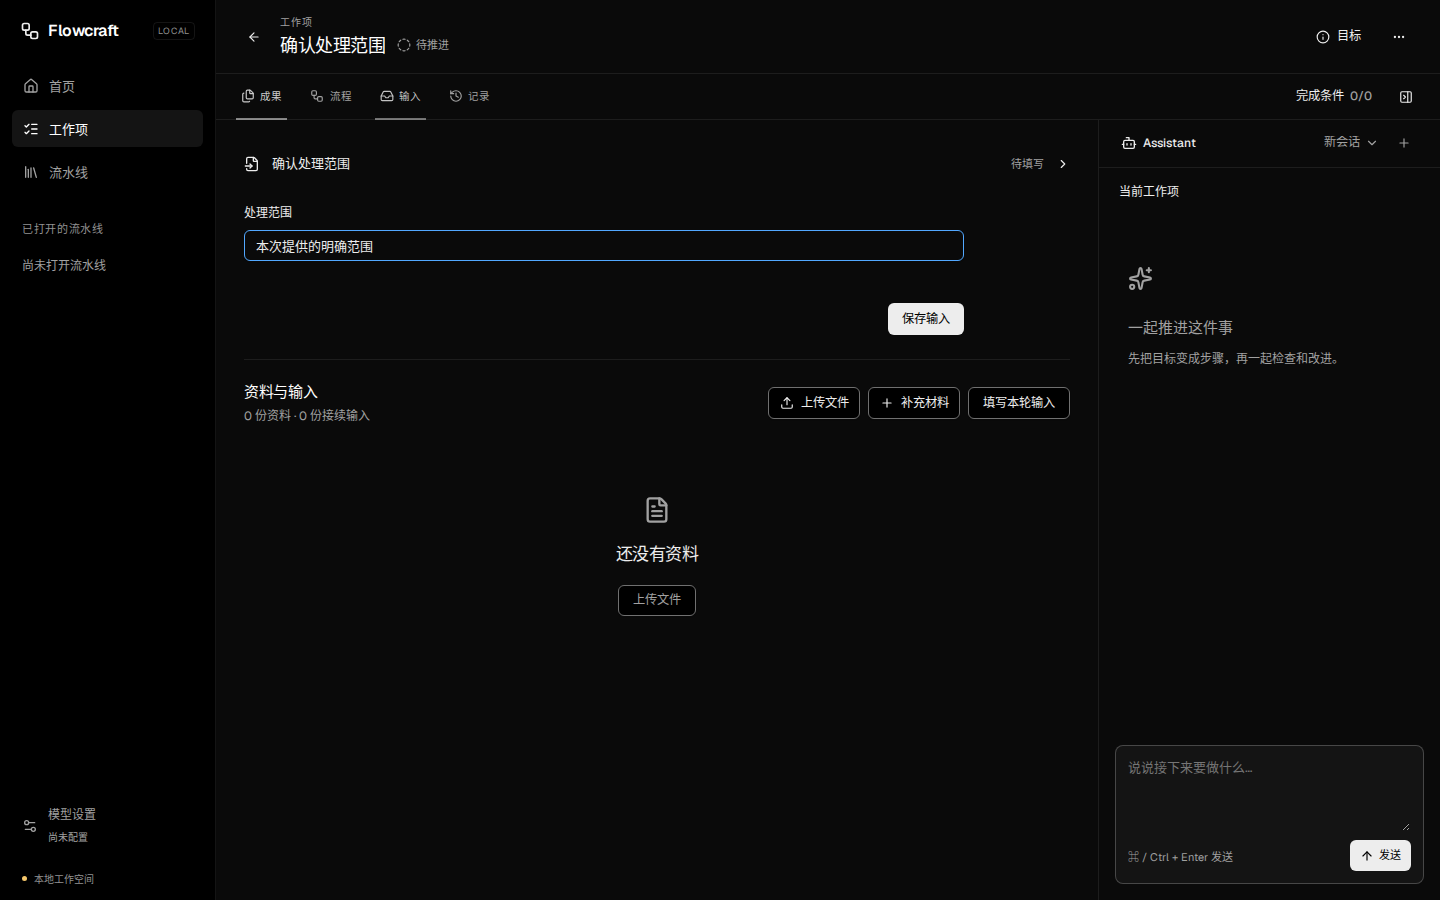 Flowcraft
LOCAL
首页
工作项
流水线
已打开的流水线
尚未打开流水线
模型设置
尚未配置
本地工作空间
工作项
确认处理范围
待推进
目标
成果
流程
输入
记录
完成条件 0/0
确认处理范围
待填写
处理范围
本次提供的明确范围
保存输入
资料与输入
0 份资料 · 0 份接续输入
上传文件
补充材料
填写本轮输入
还没有资料
上传文件
Assistant
新会话
当前工作项
一起推进这件事
先把目标变成步骤，再一起检查和改进。
说说接下来要做什么…
⌘ / Ctrl + Enter 发送
发送